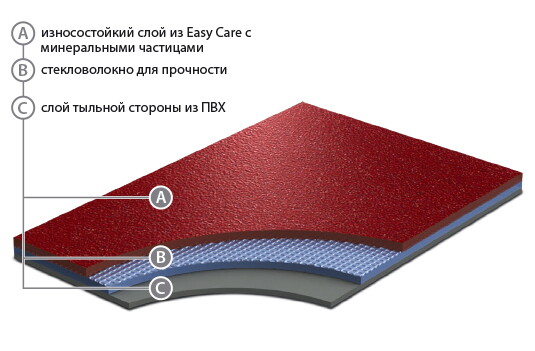 A износостойкий слой из Easy Care с
минеральными частицами
B стекловолокно для прочности
C слой тыльной стороны из ПВХ
A
B
C